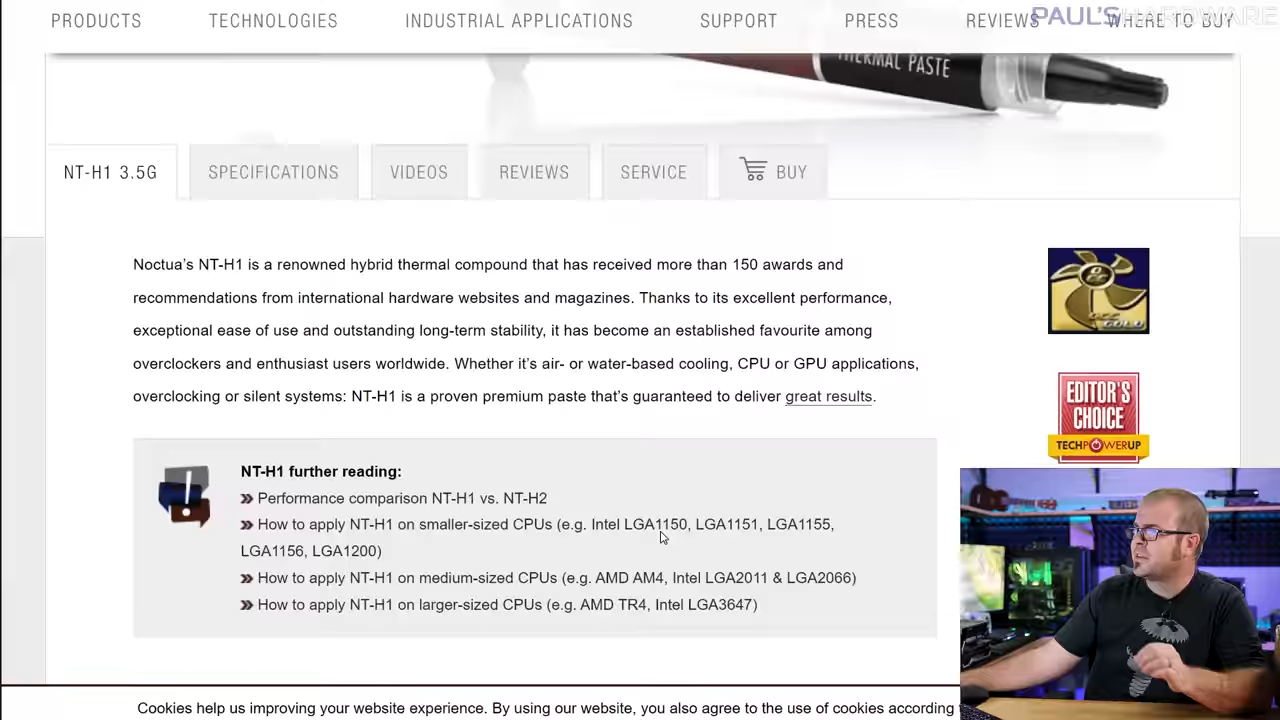 PRODUCTS TECHNOLOGIES INDUSTRIAL APPLICATIONS SUPPORT PRESS REVIEWS WHERE TO BUY
PAUL'S HARDWARE
THERMAL PASTE
NT-H1 3.5G SPECIFICATIONS VIDEOS REVIEWS SERVICE BUY
Noctua's NT-H1 is a renowned hybrid thermal compound that has received more than 150 awards and
recommendations from international hardware websites and magazines. Thanks to its excellent performance,
exceptional ease of use and outstanding long-term stability, it has become an established favourite among
overclockers and enthusiast users worldwide. Whether it's air- or water-based cooling, CPU or GPU applications,
overclocking or silent systems: NT-H1 is a proven premium paste that's guaranteed to deliver great results.
OCC
GOLD
EDITOR'S
CHOICE
TECHPOWERUP
NT-H1 further reading:
Performance comparison NT-H1 vs. NT-H2
How to apply NT-H1 on smaller-sized CPUs (e.g. Intel LGA1150, LGA1151, LGA1155,
LGA1156, LGA1200)
How to apply NT-H1 on medium-sized CPUs (e.g. AMD AM4, Intel LGA2011 & LGA2066)
How to apply NT-H1 on larger-sized CPUs (e.g. AMD TR4, Intel LGA3647)
Cookies help us improving your website experience. By using our website, you also agree to the use of cookies according